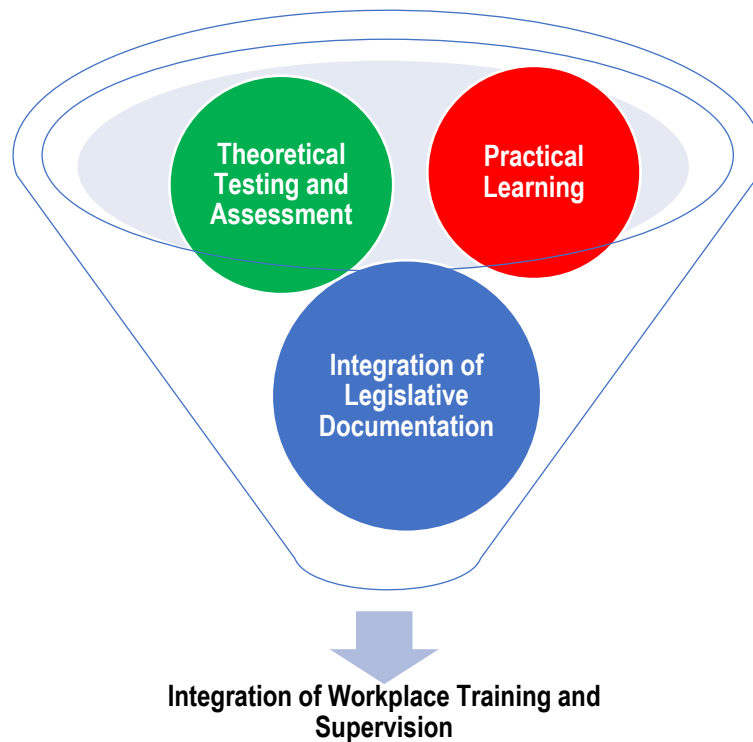 Theoretical
Testing and
Assessment
Practical
Learning
Integration of
Legislative
Documentation
Integration of Workplace Training and
Supervision